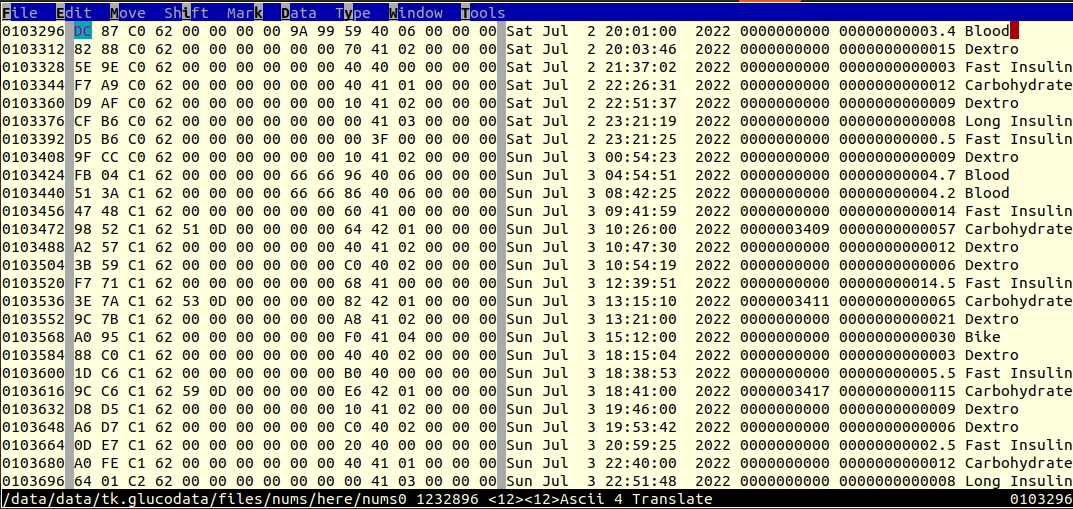 File Edit Move Shift Mark Data Type Window Tools
0103296 DC 87 C0 62 00 00 00 00 9A 99 59 40 06 00 00 00 Sat Jul 2 20:01:00 2022 0000000000 00000000003.4 Blood
0103312 82 88 C0 62 00 00 00 00 00 00 70 41 02 00 00 00 Sat Jul 2 20:03:46 2022 0000000000 000000000015 Dextro
0103328 5E 9E C0 62 00 00 00 00 00 00 40 40 00 00 00 00 Sat Jul 2 21:37:02 2022 0000000000 00000000003 Fast Insulin
0103344 F7 A9 C0 62 00 00 00 00 00 00 40 41 01 00 00 00 Sat Jul 2 22:26:31 2022 0000000000 000000000012 Carbohydrate
0103360 D9 AF C0 62 00 00 00 00 00 00 10 41 02 00 00 00 Sat Jul 2 22:51:37 2022 0000000000 00000000009 Dextro
0103376 CF B6 C0 62 00 00 00 00 00 00 00 41 03 00 00 00 Sat Jul 2 23:21:19 2022 0000000000 00000000008 Long Insulin
0103392 D5 B6 C0 62 00 00 00 00 00 00 00 3F 00 00 00 00 Sat Jul 2 23:21:25 2022 0000000000 00000000000.5 Fast Insulin
0103408 9F CC C0 62 00 00 00 00 00 00 10 41 02 00 00 00 Sun Jul 3 00:54:23 2022 0000000000 00000000009 Dextro
0103424 FB 04 C1 62 00 00 00 00 66 66 96 40 06 00 00 00 Sun Jul 3 04:54:51 2022 0000000000 00000000004.7 Blood
0103440 51 3A C1 62 00 00 00 00 66 66 86 40 06 00 00 00 Sun Jul 3 08:42:25 2022 0000000000 00000000004.2 Blood
0103456 47 48 C1 62 00 00 00 00 00 00 60 41 00 00 00 00 Sun Jul 3 09:41:59 2022 0000000000 000000000014 Fast Insulin
0103472 98 52 C1 62 51 0D 00 00 00 00 64 42 01 00 00 00 Sun Jul 3 10:26:00 2022 0000003409 000000000057 Carbohydrate
0103488 A2 57 C1 62 00 00 00 00 00 00 40 41 02 00 00 00 Sun Jul 3 10:47:30 2022 0000000000 000000000012 Dextro
0103504 3B 59 C1 62 00 00 00 00 00 00 C0 40 02 00 00 00 Sun Jul 3 10:54:19 2022 0000000000 00000000006 Dextro
0103520 F7 71 C1 62 00 00 00 00 00 00 68 41 00 00 00 00 Sun Jul 3 12:39:51 2022 0000000000 000000000014.5 Fast Insulin
0103536 3E 7A C1 62 53 0D 00 00 00 00 82 42 01 00 00 00 Sun Jul 3 13:15:10 2022 0000003411 000000000065 Carbohydrate
0103552 9C 7B C1 62 00 00 00 00 00 00 A8 41 02 00 00 00 Sun Jul 3 13:21:00 2022 0000000000 000000000021 Dextro
0103568 A0 95 C1 62 00 00 00 00 00 00 F0 41 04 00 00 00 Sun Jul 3 15:12:00 2022 0000000000 000000000030 Bike
0103584 88 C0 C1 62 00 00 00 00 00 00 40 40 02 00 00 00 Sun Jul 3 18:15:04 2022 0000000000 00000000003 Dextro
0103600 1D C6 C1 62 00 00 00 00 00 00 B0 40 00 00 00 00 Sun Jul 3 18:38:53 2022 0000000000 00000000005.5 Fast Insulin
0103616 9C C6 C1 62 59 0D 00 00 00 00 E6 42 01 00 00 00 Sun Jul 3 18:41:00 2022 0000003417 0000000000115 Carbohydrate
0103632 D8 D5 C1 62 00 00 00 00 00 00 10 41 02 00 00 00 Sun Jul 3 19:46:00 2022 0000000000 00000000009 Dextro
0103648 A6 D7 C1 62 00 00 00 00 00 00 C0 40 02 00 00 00 Sun Jul 3 19:53:42 2022 0000000000 00000000006 Dextro
0103664 0D E7 C1 62 00 00 00 00 00 00 20 40 00 00 00 00 Sun Jul 3 20:59:25 2022 0000000000 00000000002.5 Fast Insulin
0103680 A0 FE C1 62 00 00 00 00 00 00 40 41 01 00 00 00 Sun Jul 3 22:40:00 2022 0000000000 000000000012 Carbohydrate
0103696 64 01 C2 62 00 00 00 00 00 00 00 41 03 00 00 00 Sun Jul 3 22:51:48 2022 0000000000 00000000008 Long Insulin
/data/data/tk.glucodata/files/nums/here/nums0 1232896 <12><12>Ascii 4 Translate 0103296